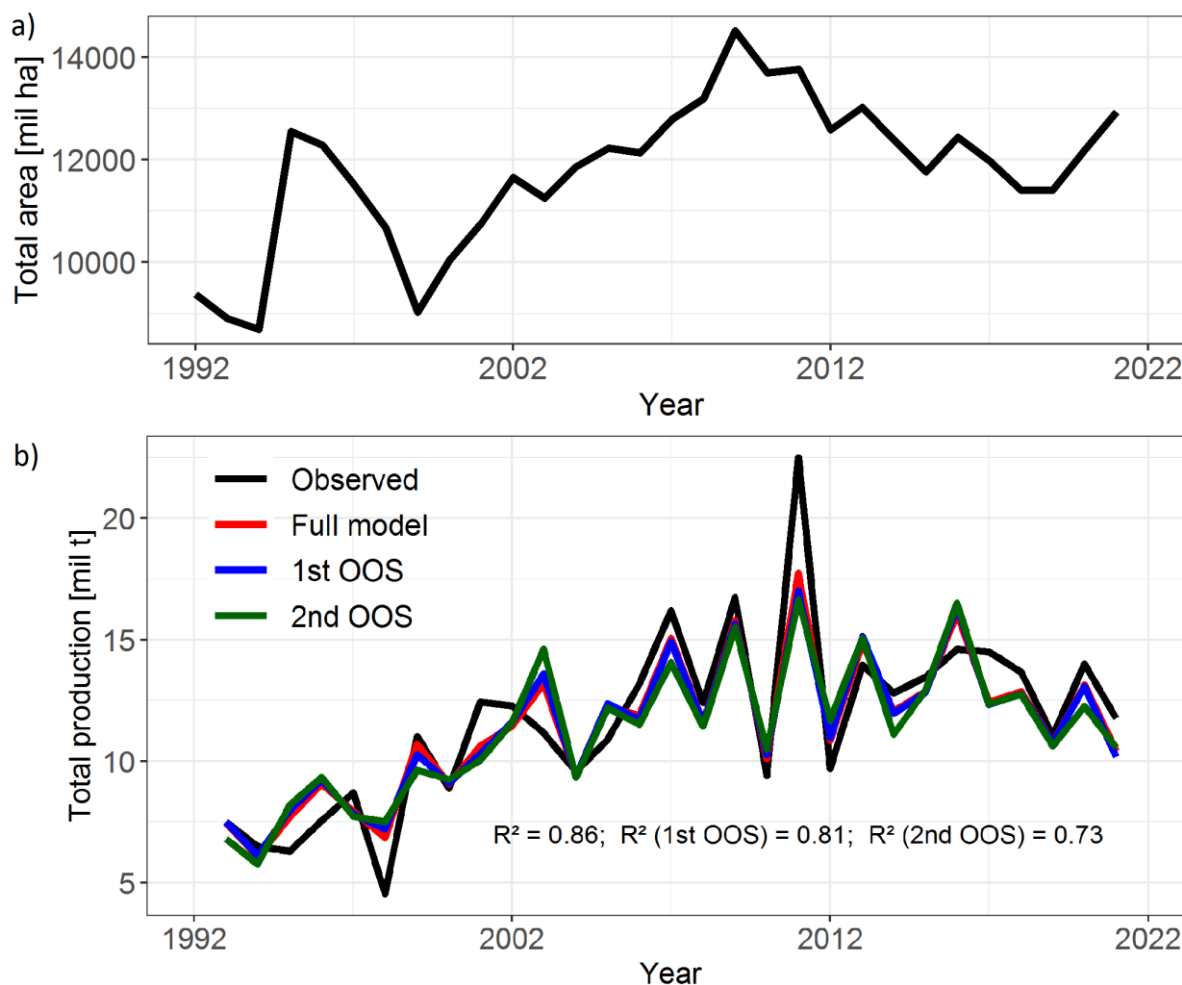 a)
Total area [mil ha]
14000
12000
10000
1992
2002
2012
2022
Year
b)
Total production [mil t]
Observed
Full model
1st OOS
2nd OOS
20
15
10
5
R² = 0.86; R² (1st OOS) = 0.81; R² (2nd OOS) = 0.73
1992
2002
2012
2022
Year